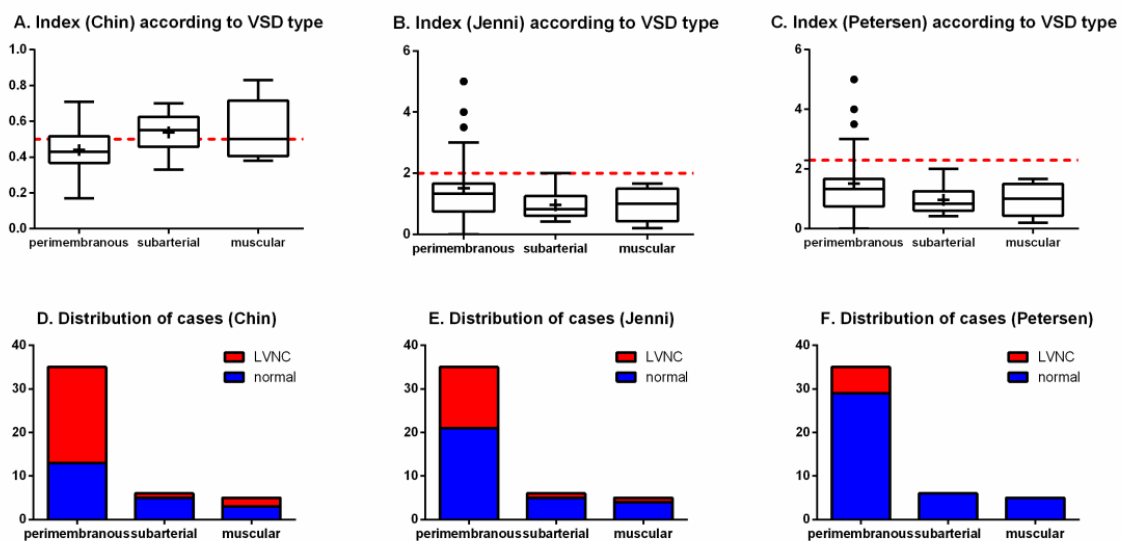 A. Index (Chin) according to VSD type
1.0
0.8
0.6
0.4
0.2
0.0
perimembranous subarterial muscular
B. Index (Jenni) according to VSD type
6
4
2
0
perimembranous subarterial muscular
C. Index (Petersen) according to VSD type
6
4
2
0
perimembranous subarterial muscular
D. Distribution of cases (Chin)
40
30
20
10
0
LVNC
normal
perimembranous subarterial muscular
E. Distribution of cases (Jenni)
40
30
20
10
0
LVNC
normal
perimembranous subarterial muscular
F. Distribution of cases (Petersen)
40
30
20
10
0
LVNC
normal
perimembranous subarterial muscular